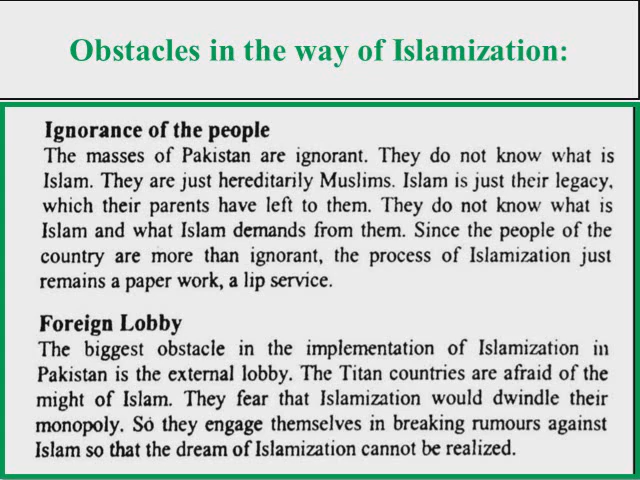 Obstacles in the way of Islamization:
Ignorance of the people
The masses of Pakistan are ignorant. They do not know what is
Islam. They are just hereditarily Muslims. Islam is just their legacy,
which their parents have left to them. They do not know what is
Islam and what Islam demands from them. Since the people of the
country are more than ignorant, the process of Islamization just
remains a paper work, a lip service.
Foreign Lobby
The biggest obstacle in the implementation of Islamization in
Pakistan is the external lobby. The Titan countries are afraid of the
might of Islam. They fear that Islamization would dwindle their
monopoly. So they engage themselves in breaking rumours against
Islam so that the dream of Islamization cannot be realized.